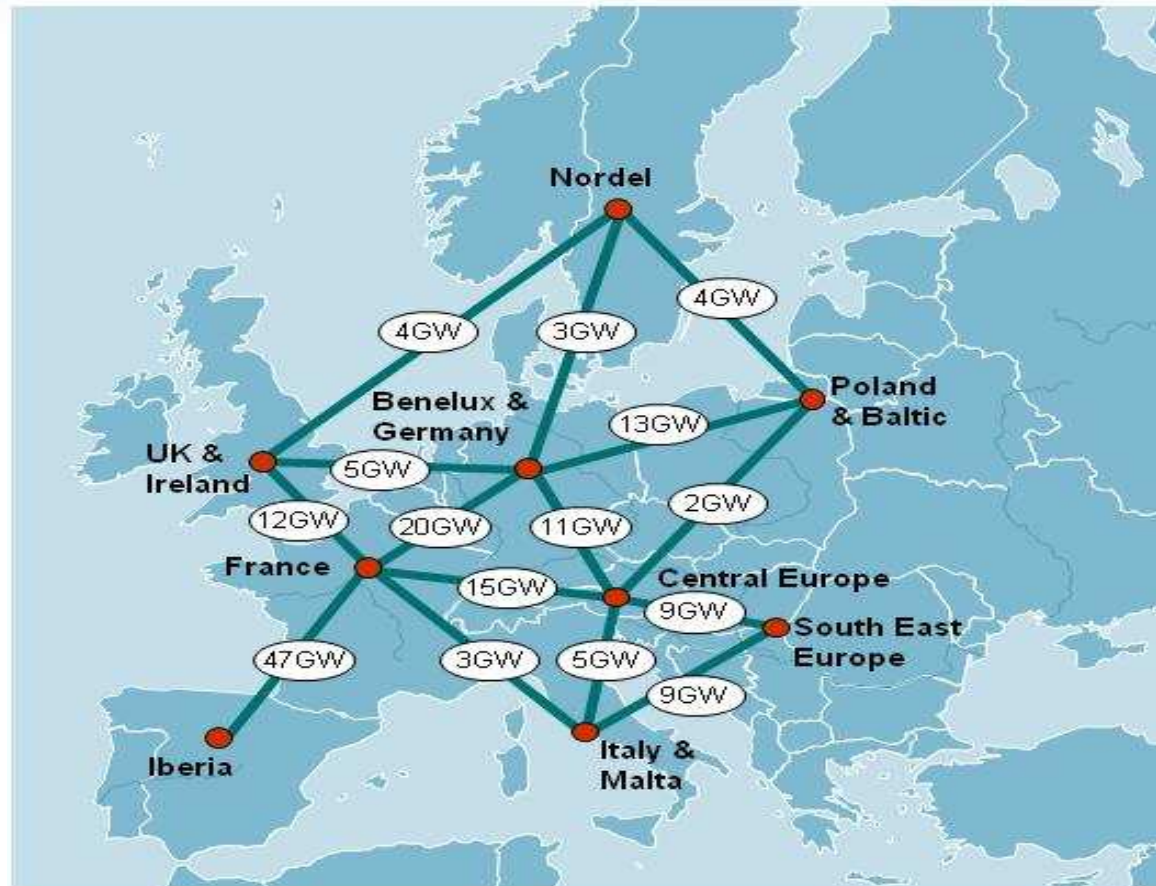 Nordel
4GW
4GW
3GW
Poland
& Baltic
Benelux &
Germany
13GW
UK &
Ireland
5GW
2GW
12GW
20GW
11GW
France
Central Europe
15GW
9GW
South East
Europe
47GW
3GW
5GW
9GW
Iberia
Italy &
Malta